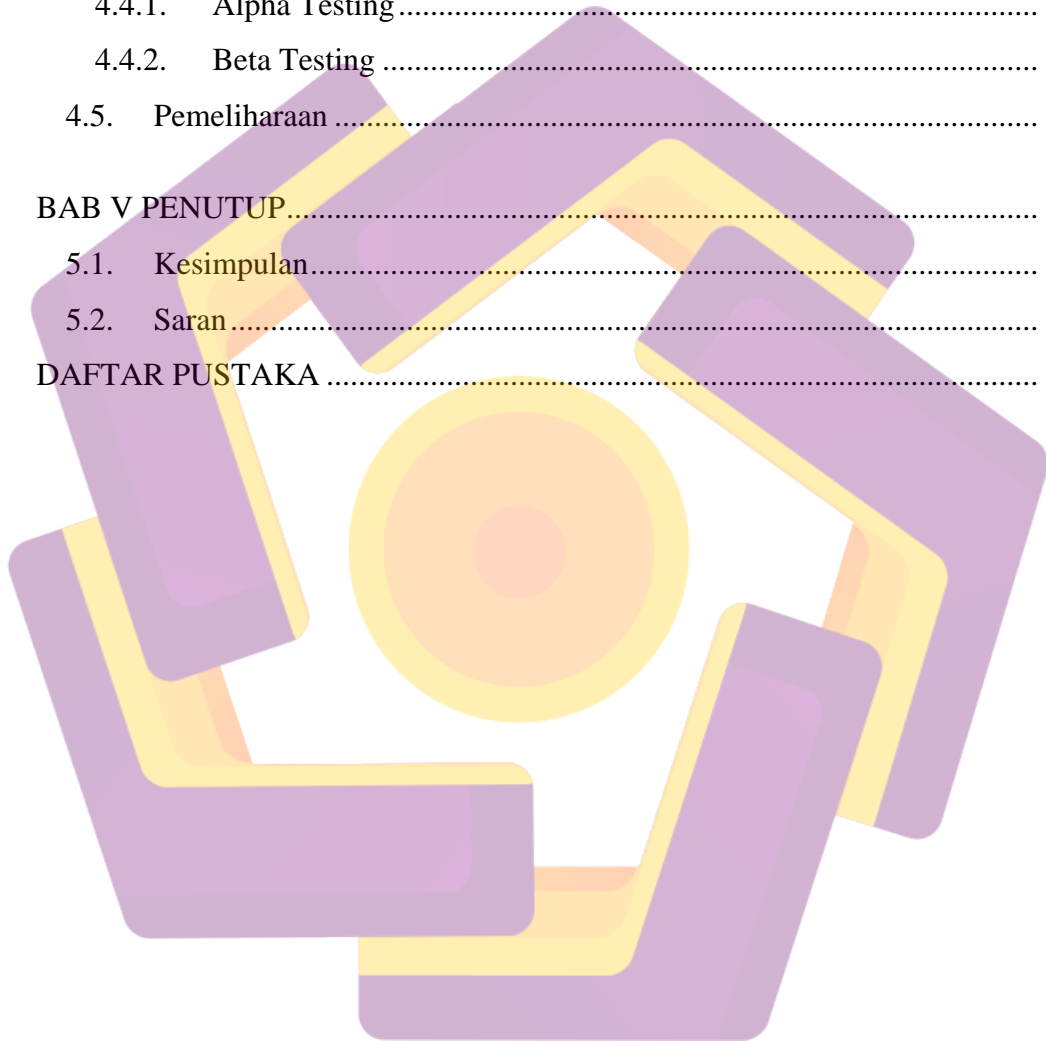 4.4.1. Alpha Testing..............................................................................
4.4.2. Beta Testing ...............................................................................
4.5. Pemeliharaan .....................................................................................
BAB V PENUTUP..........................................................................................
5.1. Kesimpulan........................................................................................
5.2. Saran .................................................................................................
DAFTAR PUSTAKA .....................................................................................